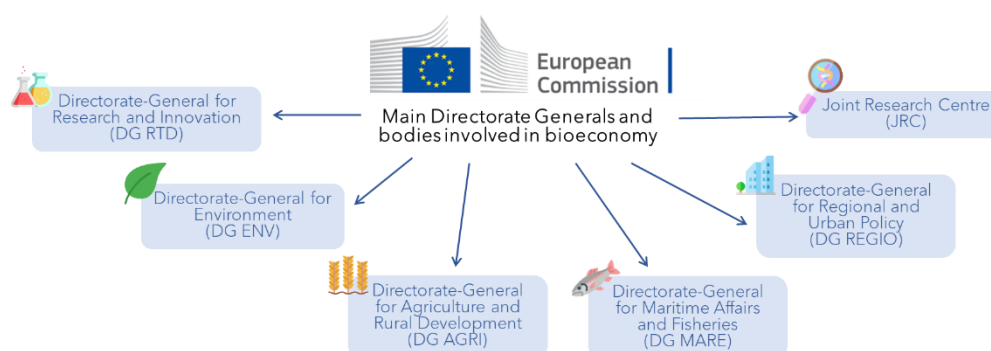 European
Commission
Main Directorate Generals and
bodies involved in bioeconomy
Directorate-General for
Research and Innovation
(DG RTD)
Joint Research Centre
(JRC)
Directorate-General for
Environment
(DG ENV)
Directorate-General
for Regional and
Urban Policy
(DG REGIO)
Directorate-General
for Agriculture and
Rural Development
(DG AGRI)
Directorate-General
for Maritime Affairs
and Fisheries
(DG MARE)